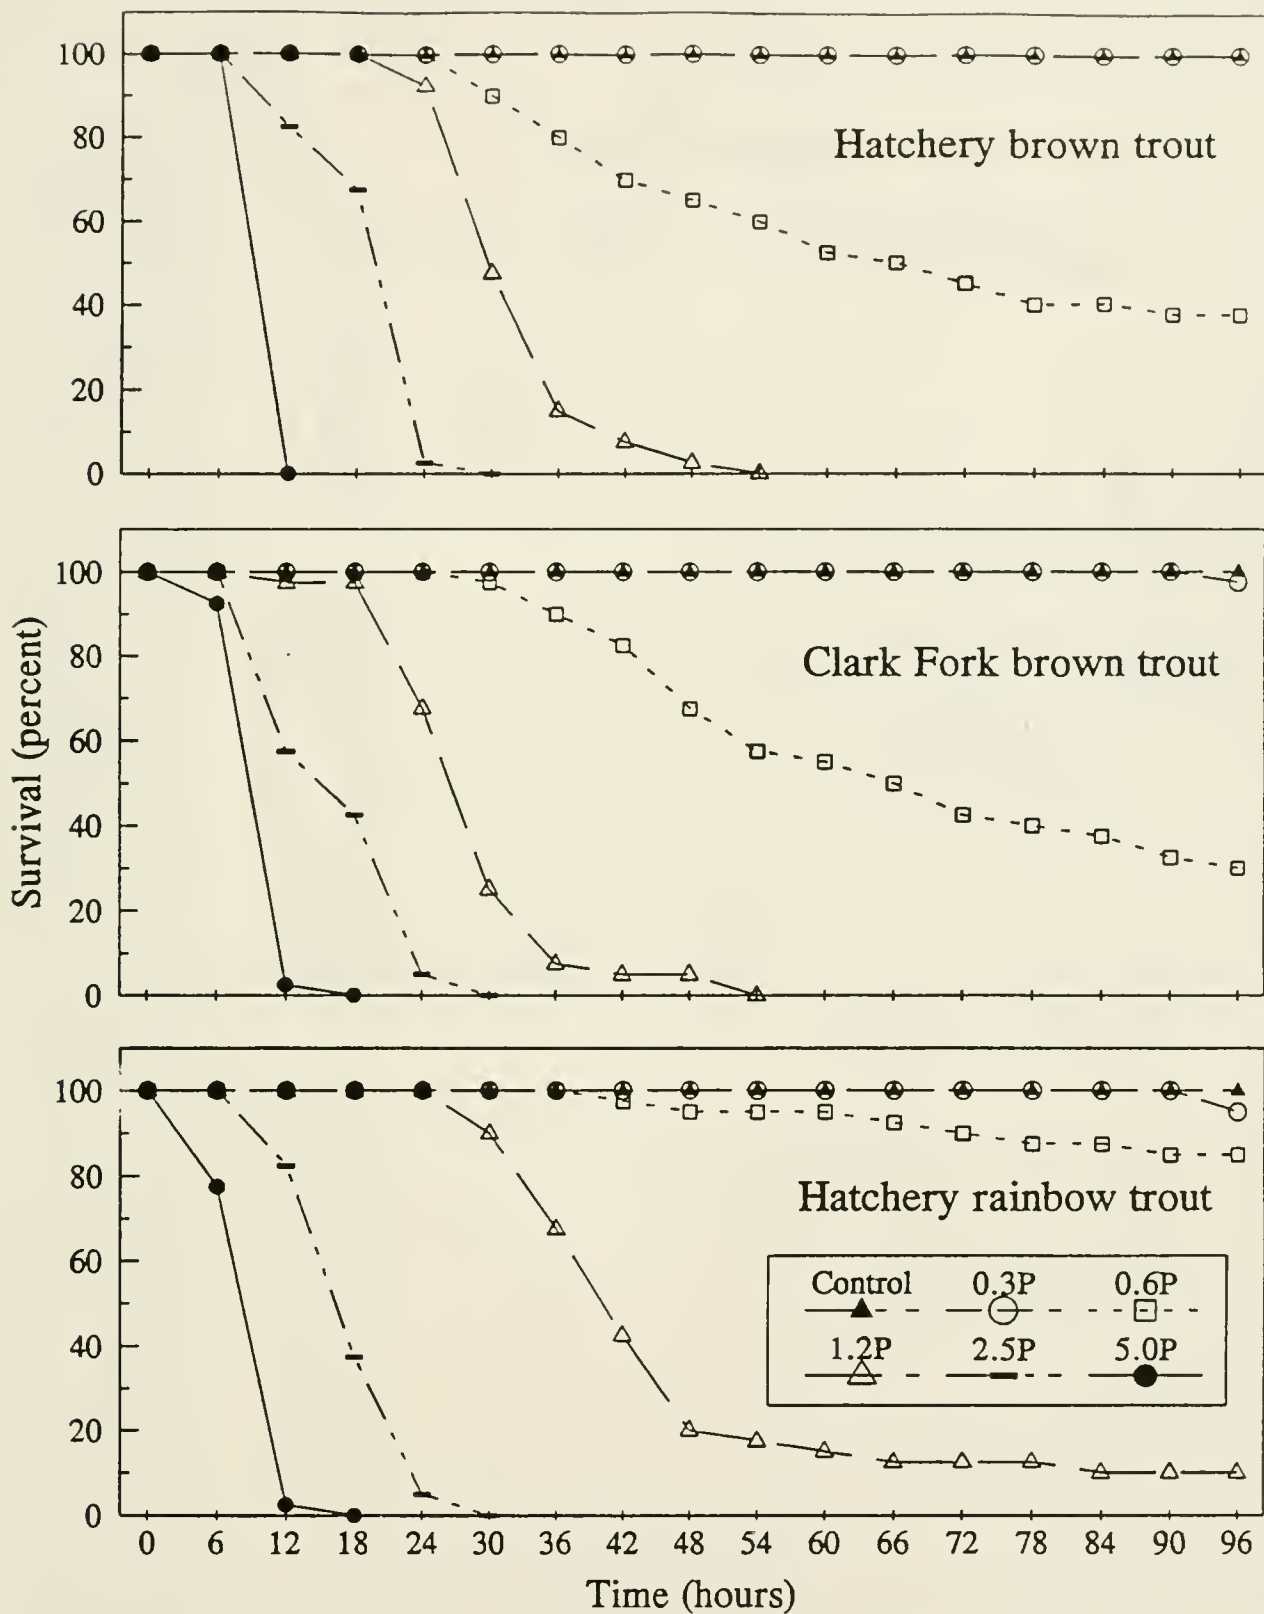 100
80
60
40
20
0
Hatchery brown trout
100
80
60
40
20
0
Clark Fork brown trout
Survival (percent)
100
80
60
40
20
0
Hatchery rainbow trout
Control 0.3P 0.6P
1.2P 2.5P 5.0P
0 6 12 18 24 30 36 42 48 54 60 66 72 78 84 90 96
Time (hours)